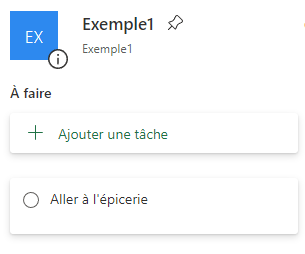 EX
Exemple1
Exemple1
À faire
Ajouter une tâche
Aller à l'épicerie